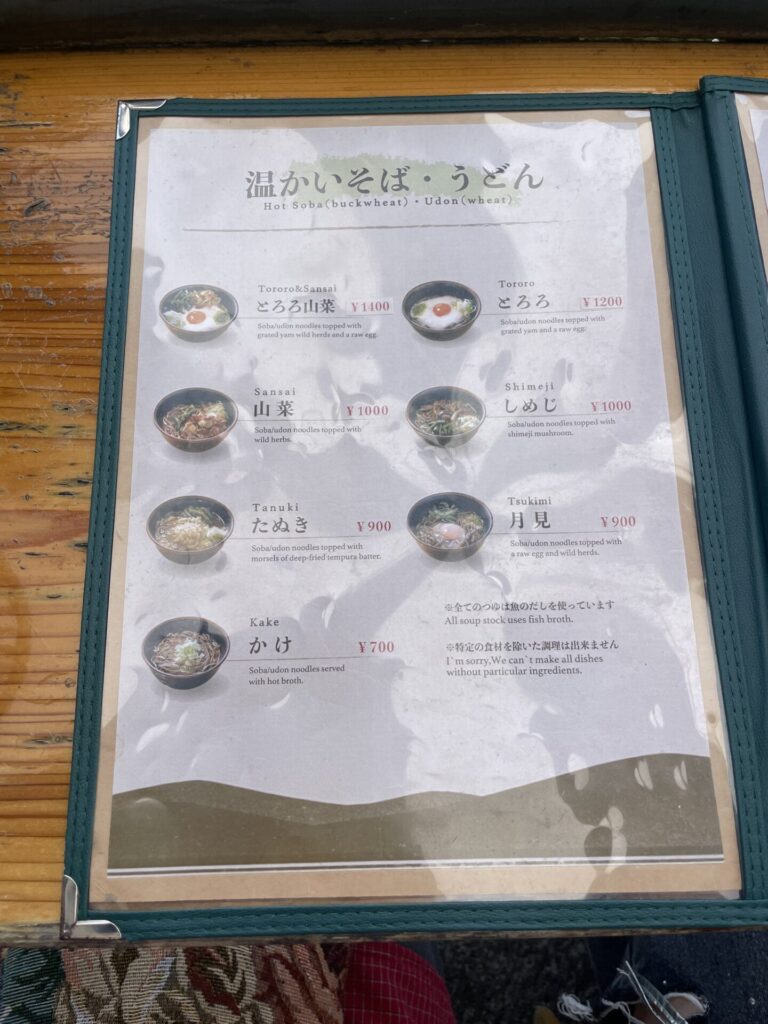 温かいそば・うどん
Hot Soba(buckwheat)・Udon(wheat)
Tororo&Sansai
とろろ山菜 ¥1400
Soba/udon noodles topped with
grated yam wild herds and a raw egg.
Tororo
とろろ ¥1200
Soba/udon noodles topped with
grated yam and a raw egg.
Sansai
山菜 ¥1000
Soba/udon noodles topped with
wild herbs.
Shimeji
しめじ ¥1000
Soba/udon noodles topped with
shimeji mushroom.
Tanuki
たぬき ¥900
Soba/udon noodles topped with
morsels of deep-fried tempura batter.
Tsukimi
月見 ¥900
Soba/udon noodles topped with
a raw egg and wild herds.
Kake
かけ ¥700
Soba/udon noodles served
with hot broth.
※全てのつゆは魚のだしを使っています
All soup stock uses fish broth.
※特定の食材を除いた調理は出来ません
I`m sorry,We can`t make all dishes
without particular ingredients.